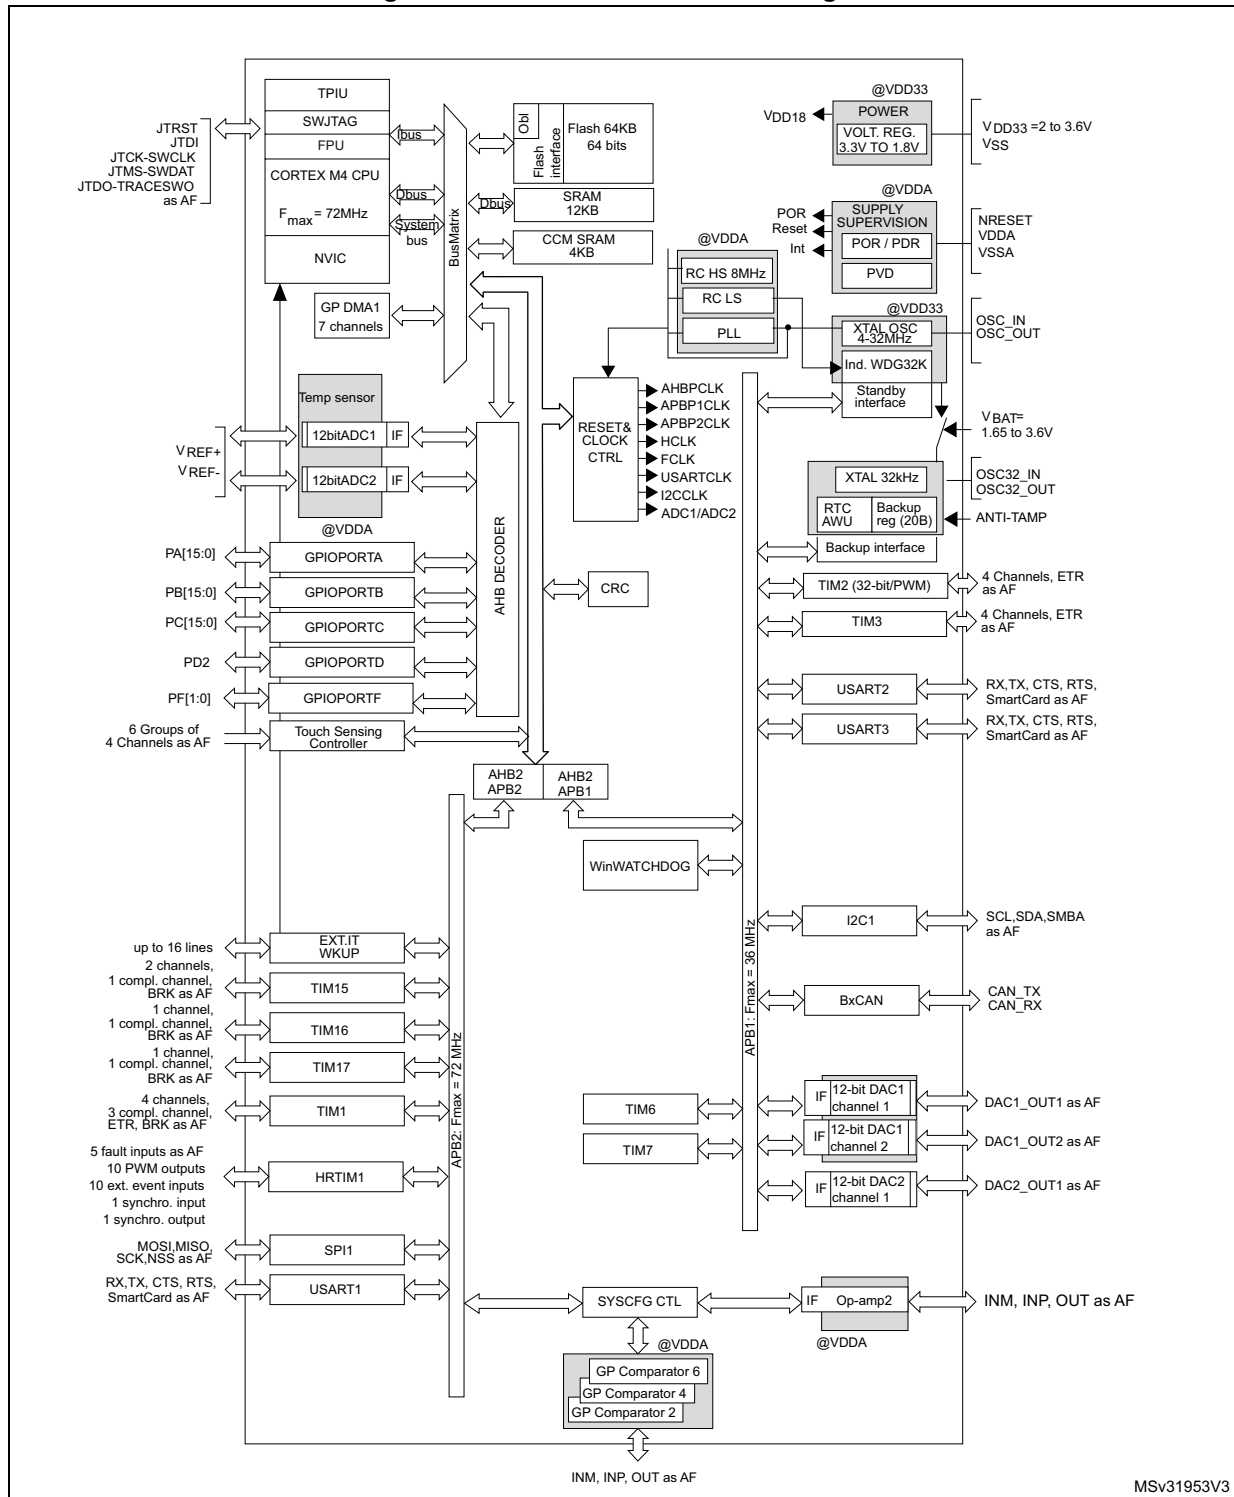 TPIU
SWJTAG
FPU
CORTEX M4 CPU
Fmax = 72MHz
NVIC
JTRST
JTDI
JTCK-SWCLK
JTMS-SWDAT
JTDO-TRACESWO
as AF
Ibus
Dbus
System
bus
BusMatrix
Obl
Flash
interface
Flash 64KB
64 bits
Dbus
SRAM
12KB
CCM SRAM
4KB
GP DMA1
7 channels
@VDD33
POWER
VOLT. REG.
3.3V TO 1.8V
VDD18
VDD33 =2 to 3.6V
VSS
@VDDA
SUPPLY
SUPERVISION
POR / PDR
PVD
POR
Reset
Int
NRESET
VDDA
VSSA
@VDDA
RC HS 8MHz
RC LS
PLL
@VDD33
XTAL OSC
4-32MHz
Ind. WDG32K
Standby
interface
OSC_IN
OSC_OUT
VBAT=
1.65 to 3.6V
XTAL 32kHz
RTC
AWU
Backup
reg (20B)
Backup interface
OSC32_IN
OSC32_OUT
ANTI-TAMP
RESET&
CLOCK
CTRL
AHBPCLK
APBP1CLK
APBP2CLK
HCLK
FCLK
USARTCLK
I2CCLK
ADC1/ADC2
Temp sensor
12bitADC1 IF
12bitADC2 IF
@VDDA
VREF+
VREF-
AHB DECODER
PA[15:0]
GPIOPORTA
PB[15:0]
GPIOPORTB
PC[15:0]
GPIOPORTC
PD2
GPIOPORTD
PF[1:0]
GPIOPORTF
6 Groups of
4 Channels as AF
Touch Sensing
Controller
CRC
AHB2
APB2
AHB2
APB1
WinWATCHDOG
TIM2 (32-bit/PWM)
4 Channels, ETR
as AF
TIM3
4 Channels, ETR
as AF
USART2
RX,TX, CTS, RTS,
SmartCard as AF
USART3
RX,TX, CTS, RTS,
SmartCard as AF
I2C1
SCL,SDA,SMBA
as AF
BxCAN
CAN_TX
CAN_RX
APB1: Fmax = 36 MHz
APB2: Fmax = 72 MHz
up to 16 lines
EXT.IT
WKUP
2 channels,
1 compl. channel,
BRK as AF
TIM15
1 channel,
1 compl. channel,
BRK as AF
TIM16
1 channel,
1 compl. channel,
BRK as AF
TIM17
4 channels,
3 compl. channel,
ETR, BRK as AF
TIM1
5 fault inputs as AF
10 PWM outputs
10 ext. event inputs
1 synchro. input
1 synchro. output
HRTIM1
MOSI,MISO,
SCK,NSS as AF
SPI1
RX,TX, CTS, RTS,
SmartCard as AF
USART1
TIM6
TIM7
IF 12-bit DAC1
channel 1
DAC1_OUT1 as AF
IF 12-bit DAC1
channel 2
DAC1_OUT2 as AF
IF 12-bit DAC2
channel 1
DAC2_OUT1 as AF
SYSCFG CTL
IF Op-amp2
INM, INP, OUT as AF
@VDDA
@VDDA
GP Comparator 6
GP Comparator 4
GP Comparator 2
INM, INP, OUT as AF
MSv31953V3